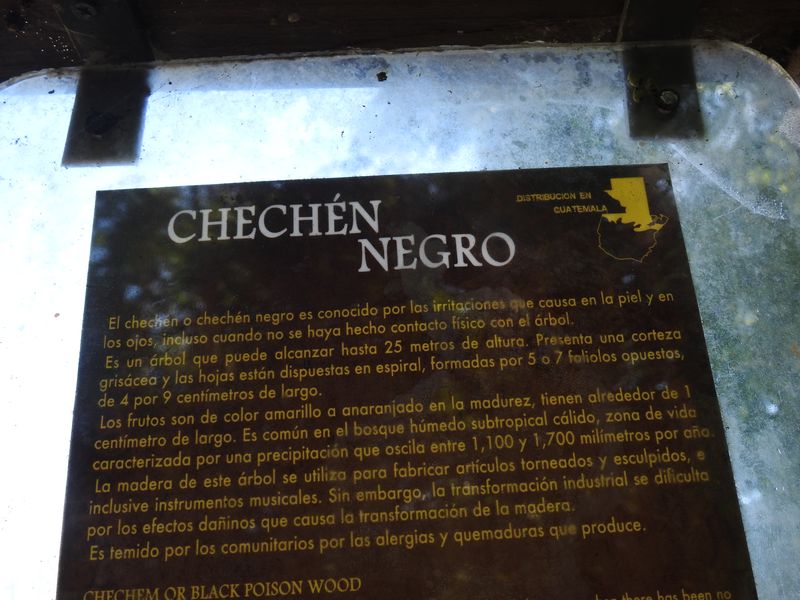 CHECHÉN
NEGRO
DISTRIBUCION EN
GUATEMALA
El chechén o chechén negro es conocido por las irritaciones que causa en la piel y en
los ojos, incluso cuando no se haya hecho contacto físico con el árbol.
Es un árbol que puede alcanzar hasta 25 metros de altura. Presenta una corteza
grisácea y las hojas están dispuestas en espiral, formadas por 5 o 7 foliolos opuestos,
de 4 por 9 centímetros de largo.
Los frutos son de color amarillo a anaranjado en la madurez, tienen alrededor de 1
centímetro de largo. Es común en el bosque húmedo subtropical cálido, zona de vida
caracterizada por una precipitación que oscila entre 1,100 y 1,700 milímetros por año.
La madera de este árbol se utiliza para fabricar artículos torneados y esculpidos, e
inclusive instrumentos musicales. Sin embargo, la transformación industrial se dificulta
por los efectos dañinos que causa la transformación de la madera.
Es temido por los comunitarios por las alergias y quemaduras que produce.
CHECHEM OR BLACK POISON WOOD
there has been no